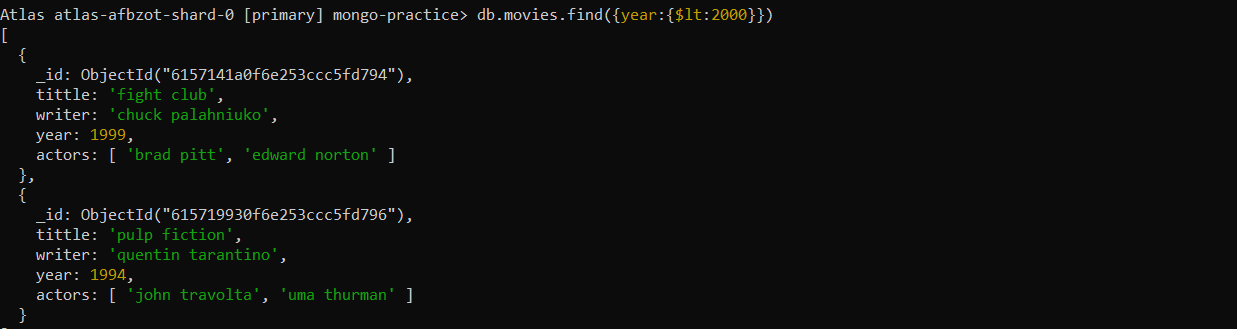 Atlas atlas-afbzot-shard-0 [primary] mongo-practice> db.movies.find({year:{$lt:2000}})
[
  {
    _id: ObjectId("6157141a0f6e253ccc5fd794"),
    tittle: 'fight club',
    writer: 'chuck palahniuko',
    year: 1999,
    actors: [ 'brad pitt', 'edward norton' ]
  },
  {
    _id: ObjectId("615719930f6e253ccc5fd796"),
    tittle: 'pulp fiction',
    writer: 'quentin tarantino',
    year: 1994,
    actors: [ 'john travolta', 'uma thurman' ]
  }